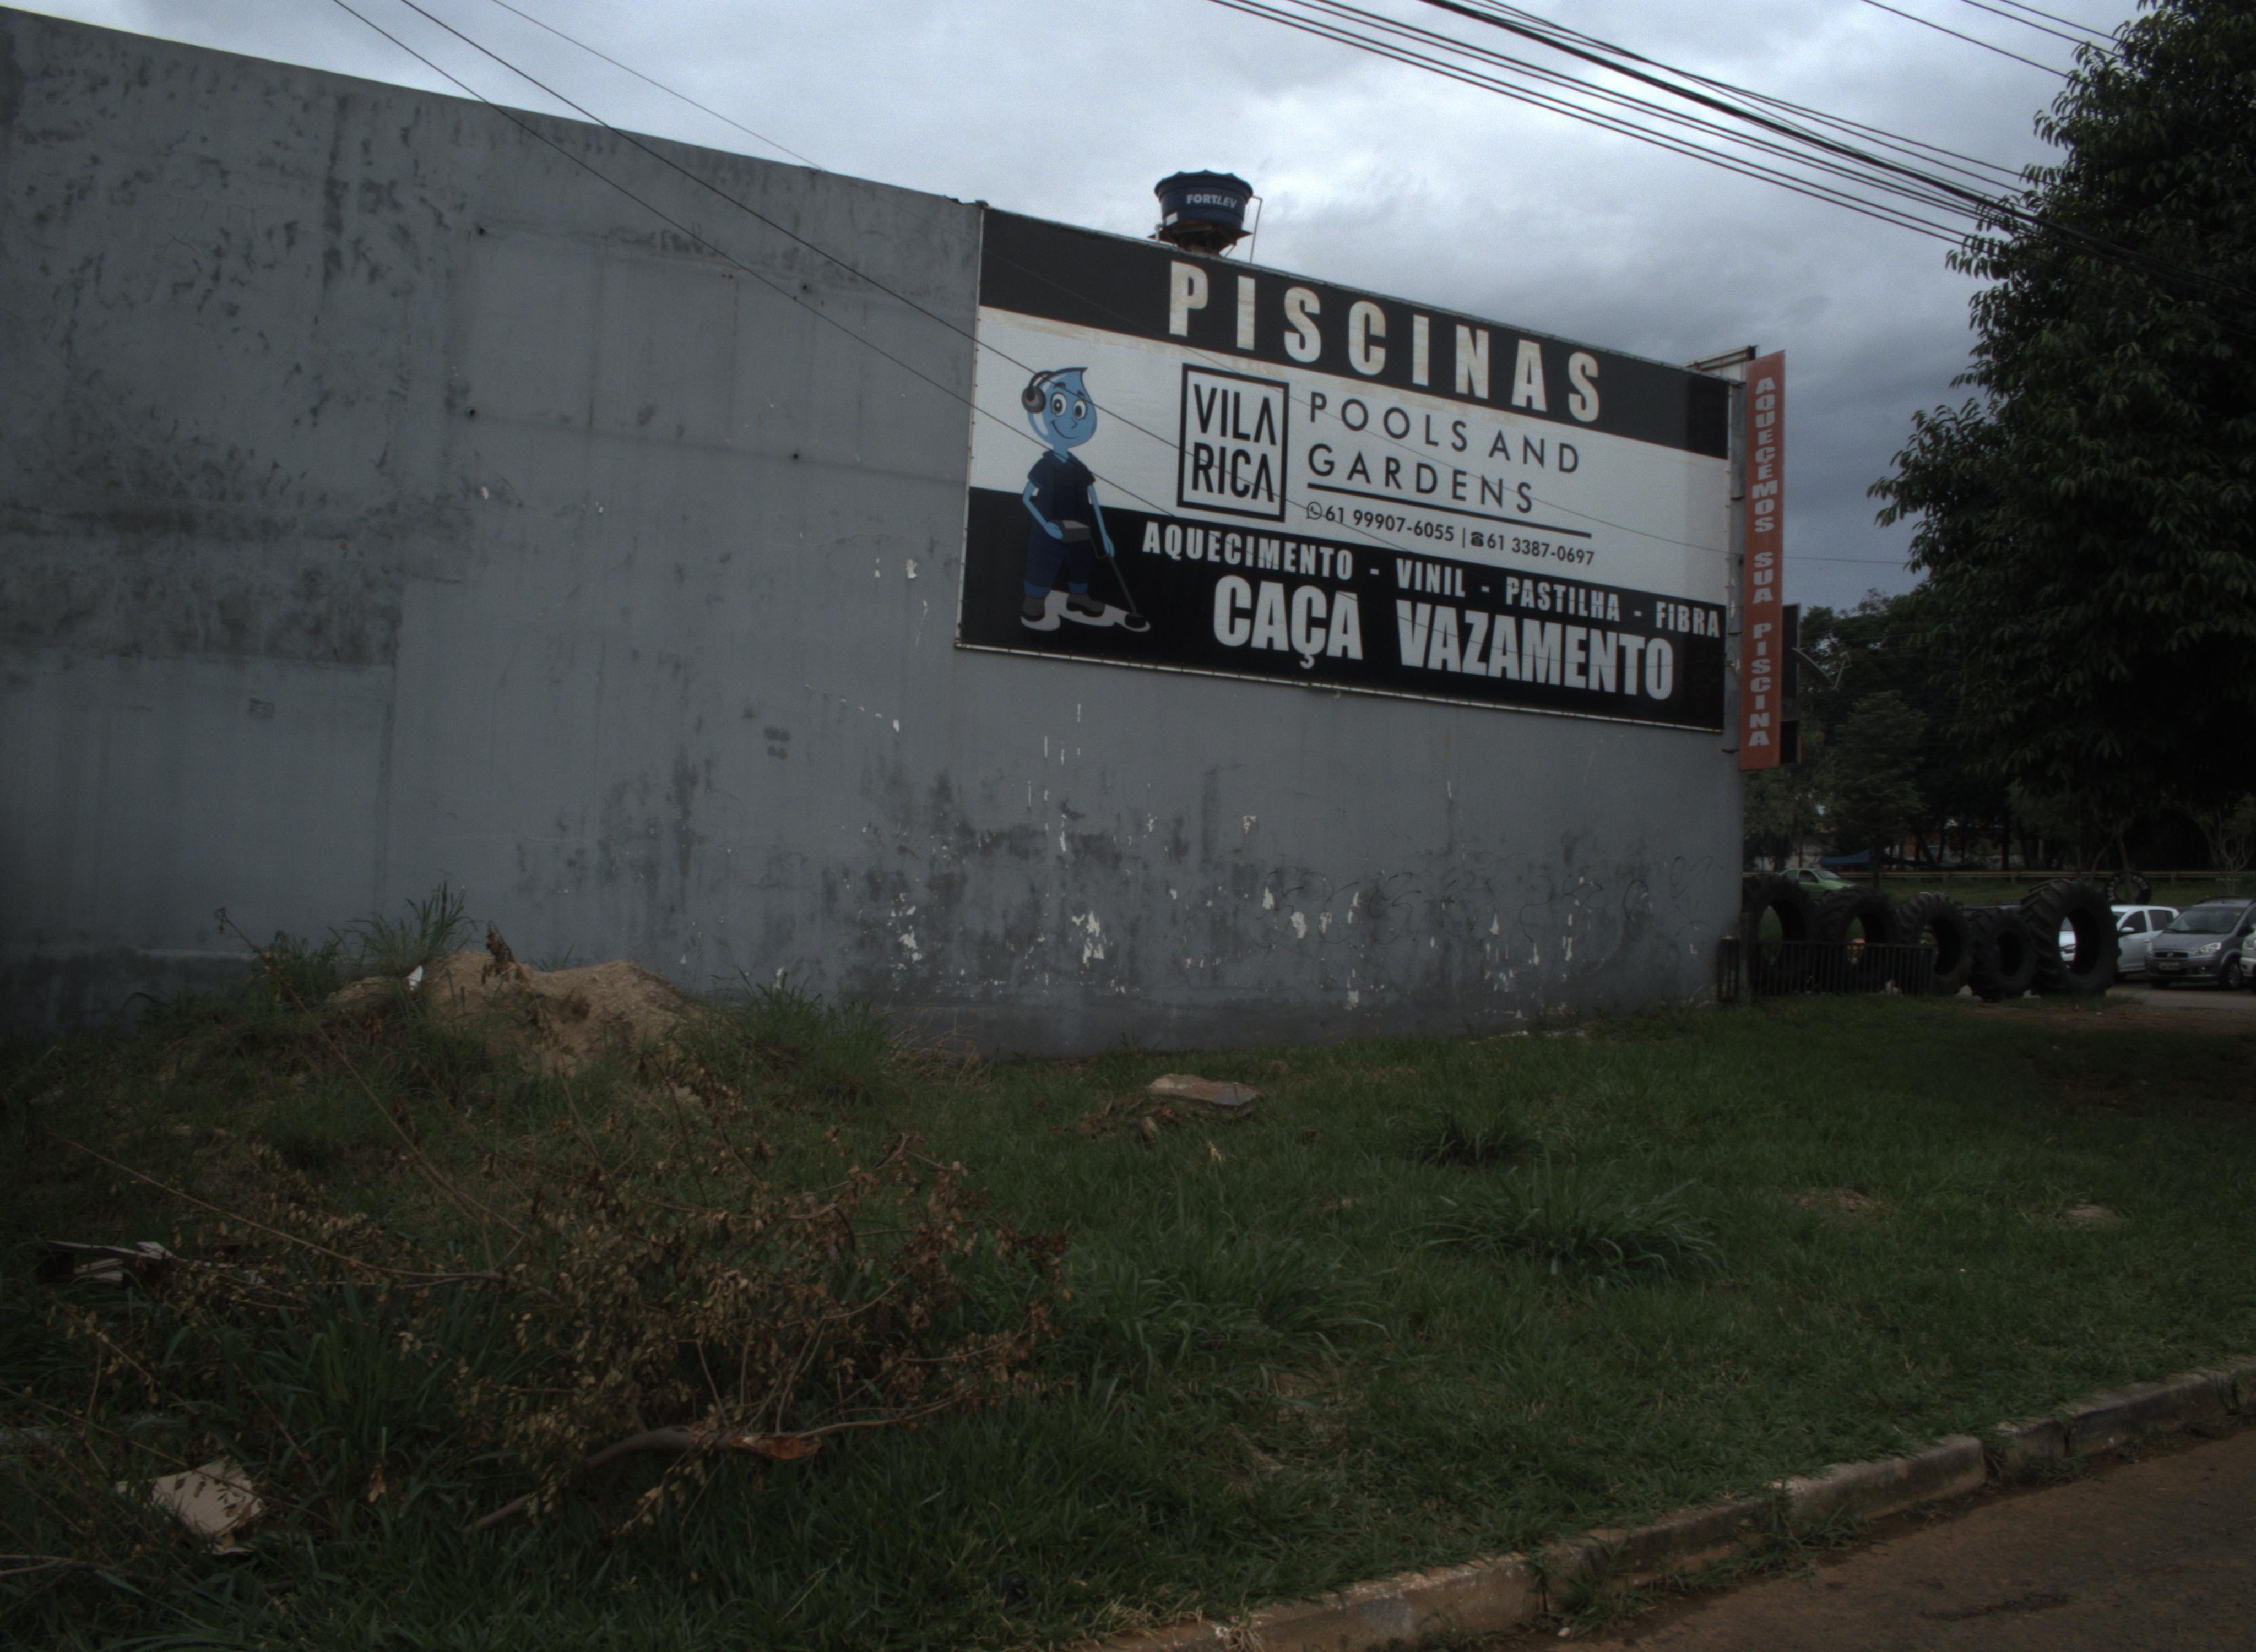 FORTLEV
PISCINAS
VILA
RICA
POOLS AND
GARDENS
61 99907-6055 | 61 3387-0697
AQUECIMENTO - VINIL - PASTILHA - FIBRA
CAÇA VAZAMENTO
AQUECEMOS SUA PISCINA